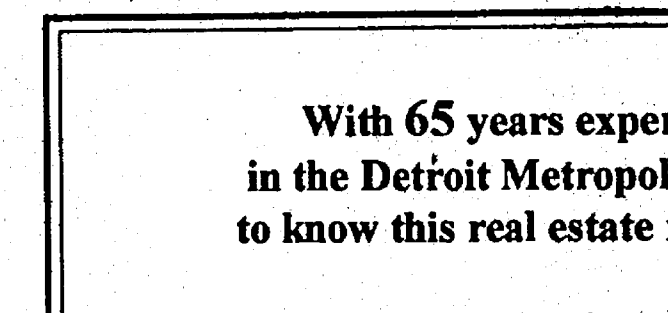 With 65 years exper
in the Detroit Metropol
to know this real estate